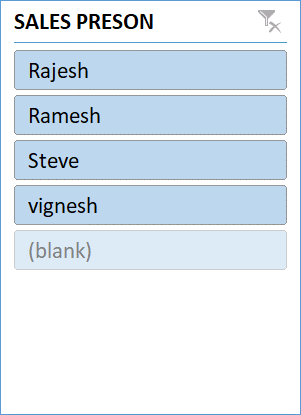 SALES PRESON
Rajesh
Ramesh
Steve
vignesh
(blank)